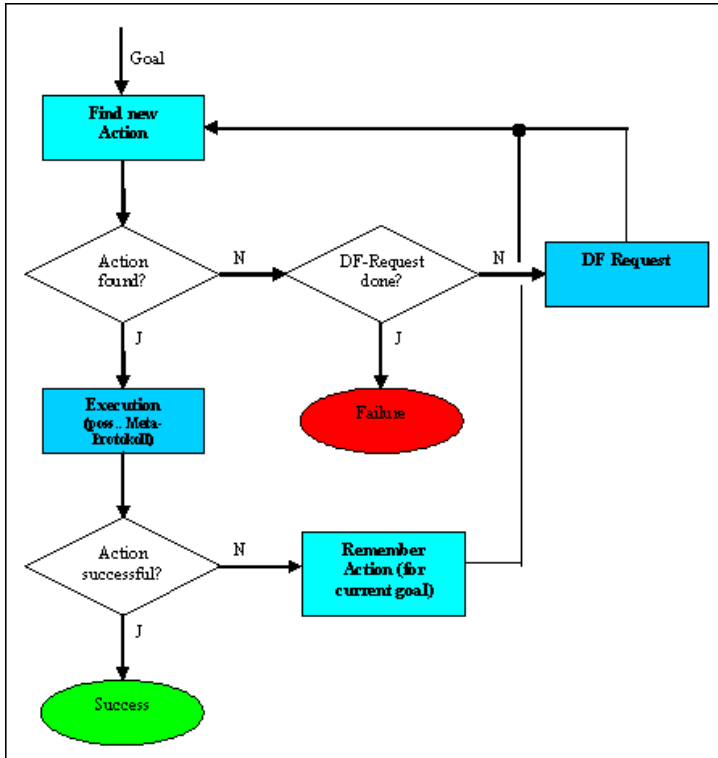 Goal
Find new
Action
Action
found?
N
DF-Request
done?
N
DF Request
J
J
Execution
(poss.. Meta-
Protokoll)
Failure
Action
successful?
N
Remember
Action (for
current goal)
J
Success